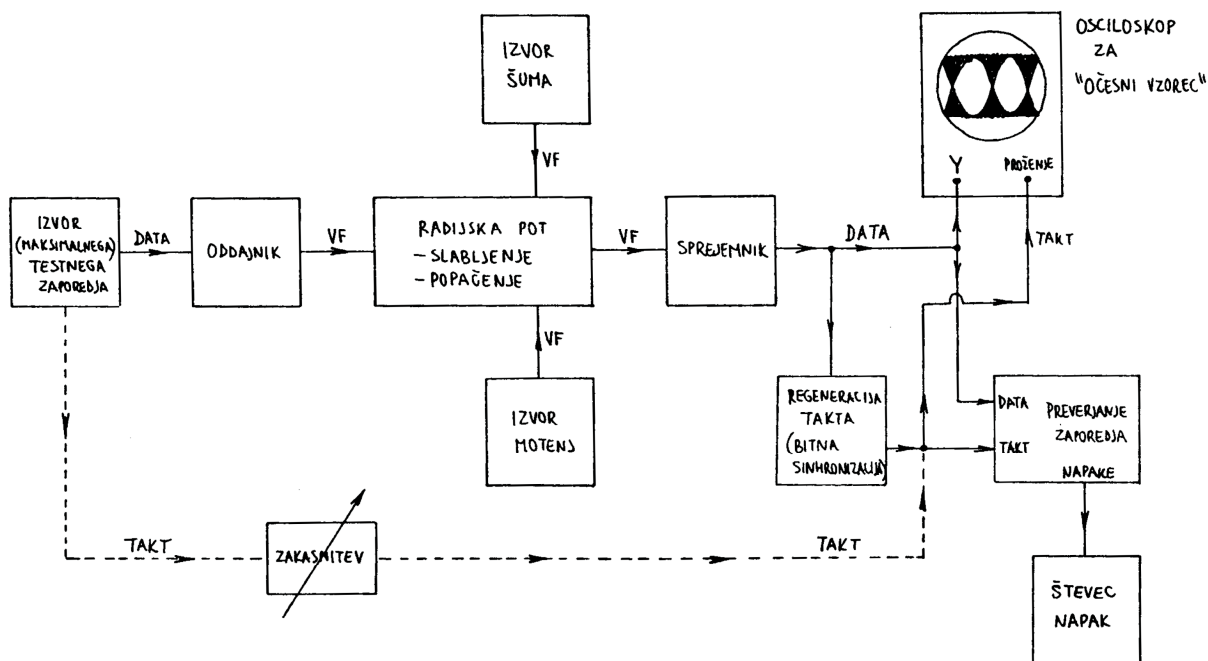 IZVOR
ŠUMA
OSCILOSKOP
ZA
"OČESNI VZOREC"
Y
PROŽENJE
VF
IZVOR
(MAKSIMALNEGA)
TESTNEGA
ZAPOREDJA
DATA
ODDAJNIK
VF
RADIJSKA POT
- SLABLJENJE
- POPAČENJE
VF
SPREJEMNIK
DATA
TAKT
VF
IZVOR
MOTENJ
REGENERACIJA
TAKTA
(BITNA
SINHRONIZACIJA)
DATA
TAKT
PREVERJANJE
ZAPOREDJA
NAPAKE
TAKT
ZAKASNITEV
TAKT
ŠTEVEC
NAPAK